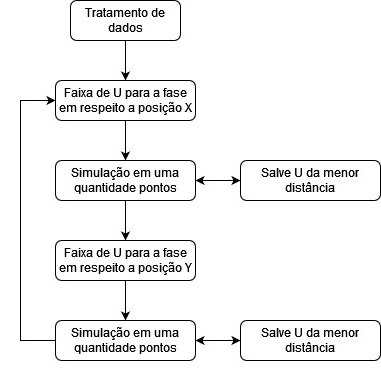 Tratamento de
dados
Faixa de U para a fase
em respeito a posição X
Simulação em uma
quantidade pontos
Salve U da menor
distância
Faixa de U para a fase
em respeito a posição Y
Simulação em uma
quantidade pontos
Salve U da menor
distância